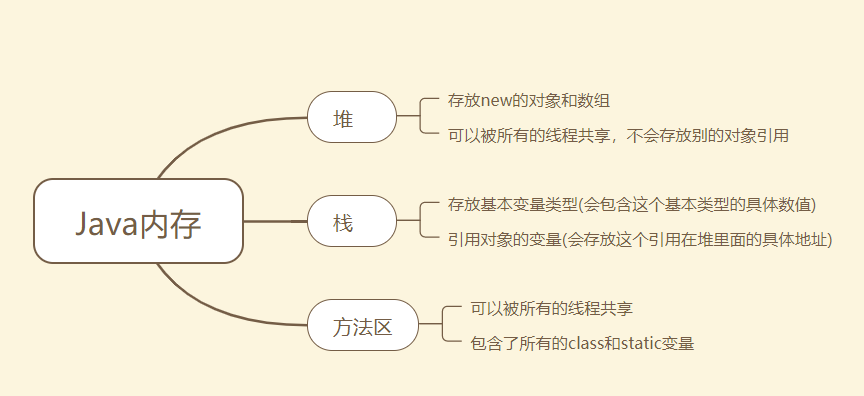 堆
存放new的对象和数组
可以被所有的线程共享，不会存放别的对象引用
Java内存
栈
存放基本变量类型(会包含这个基本类型的具体数值)
引用对象的变量(会存放这个引用在堆里面的具体地址)
方法区
可以被所有的线程共享
包含了所有的class和static变量